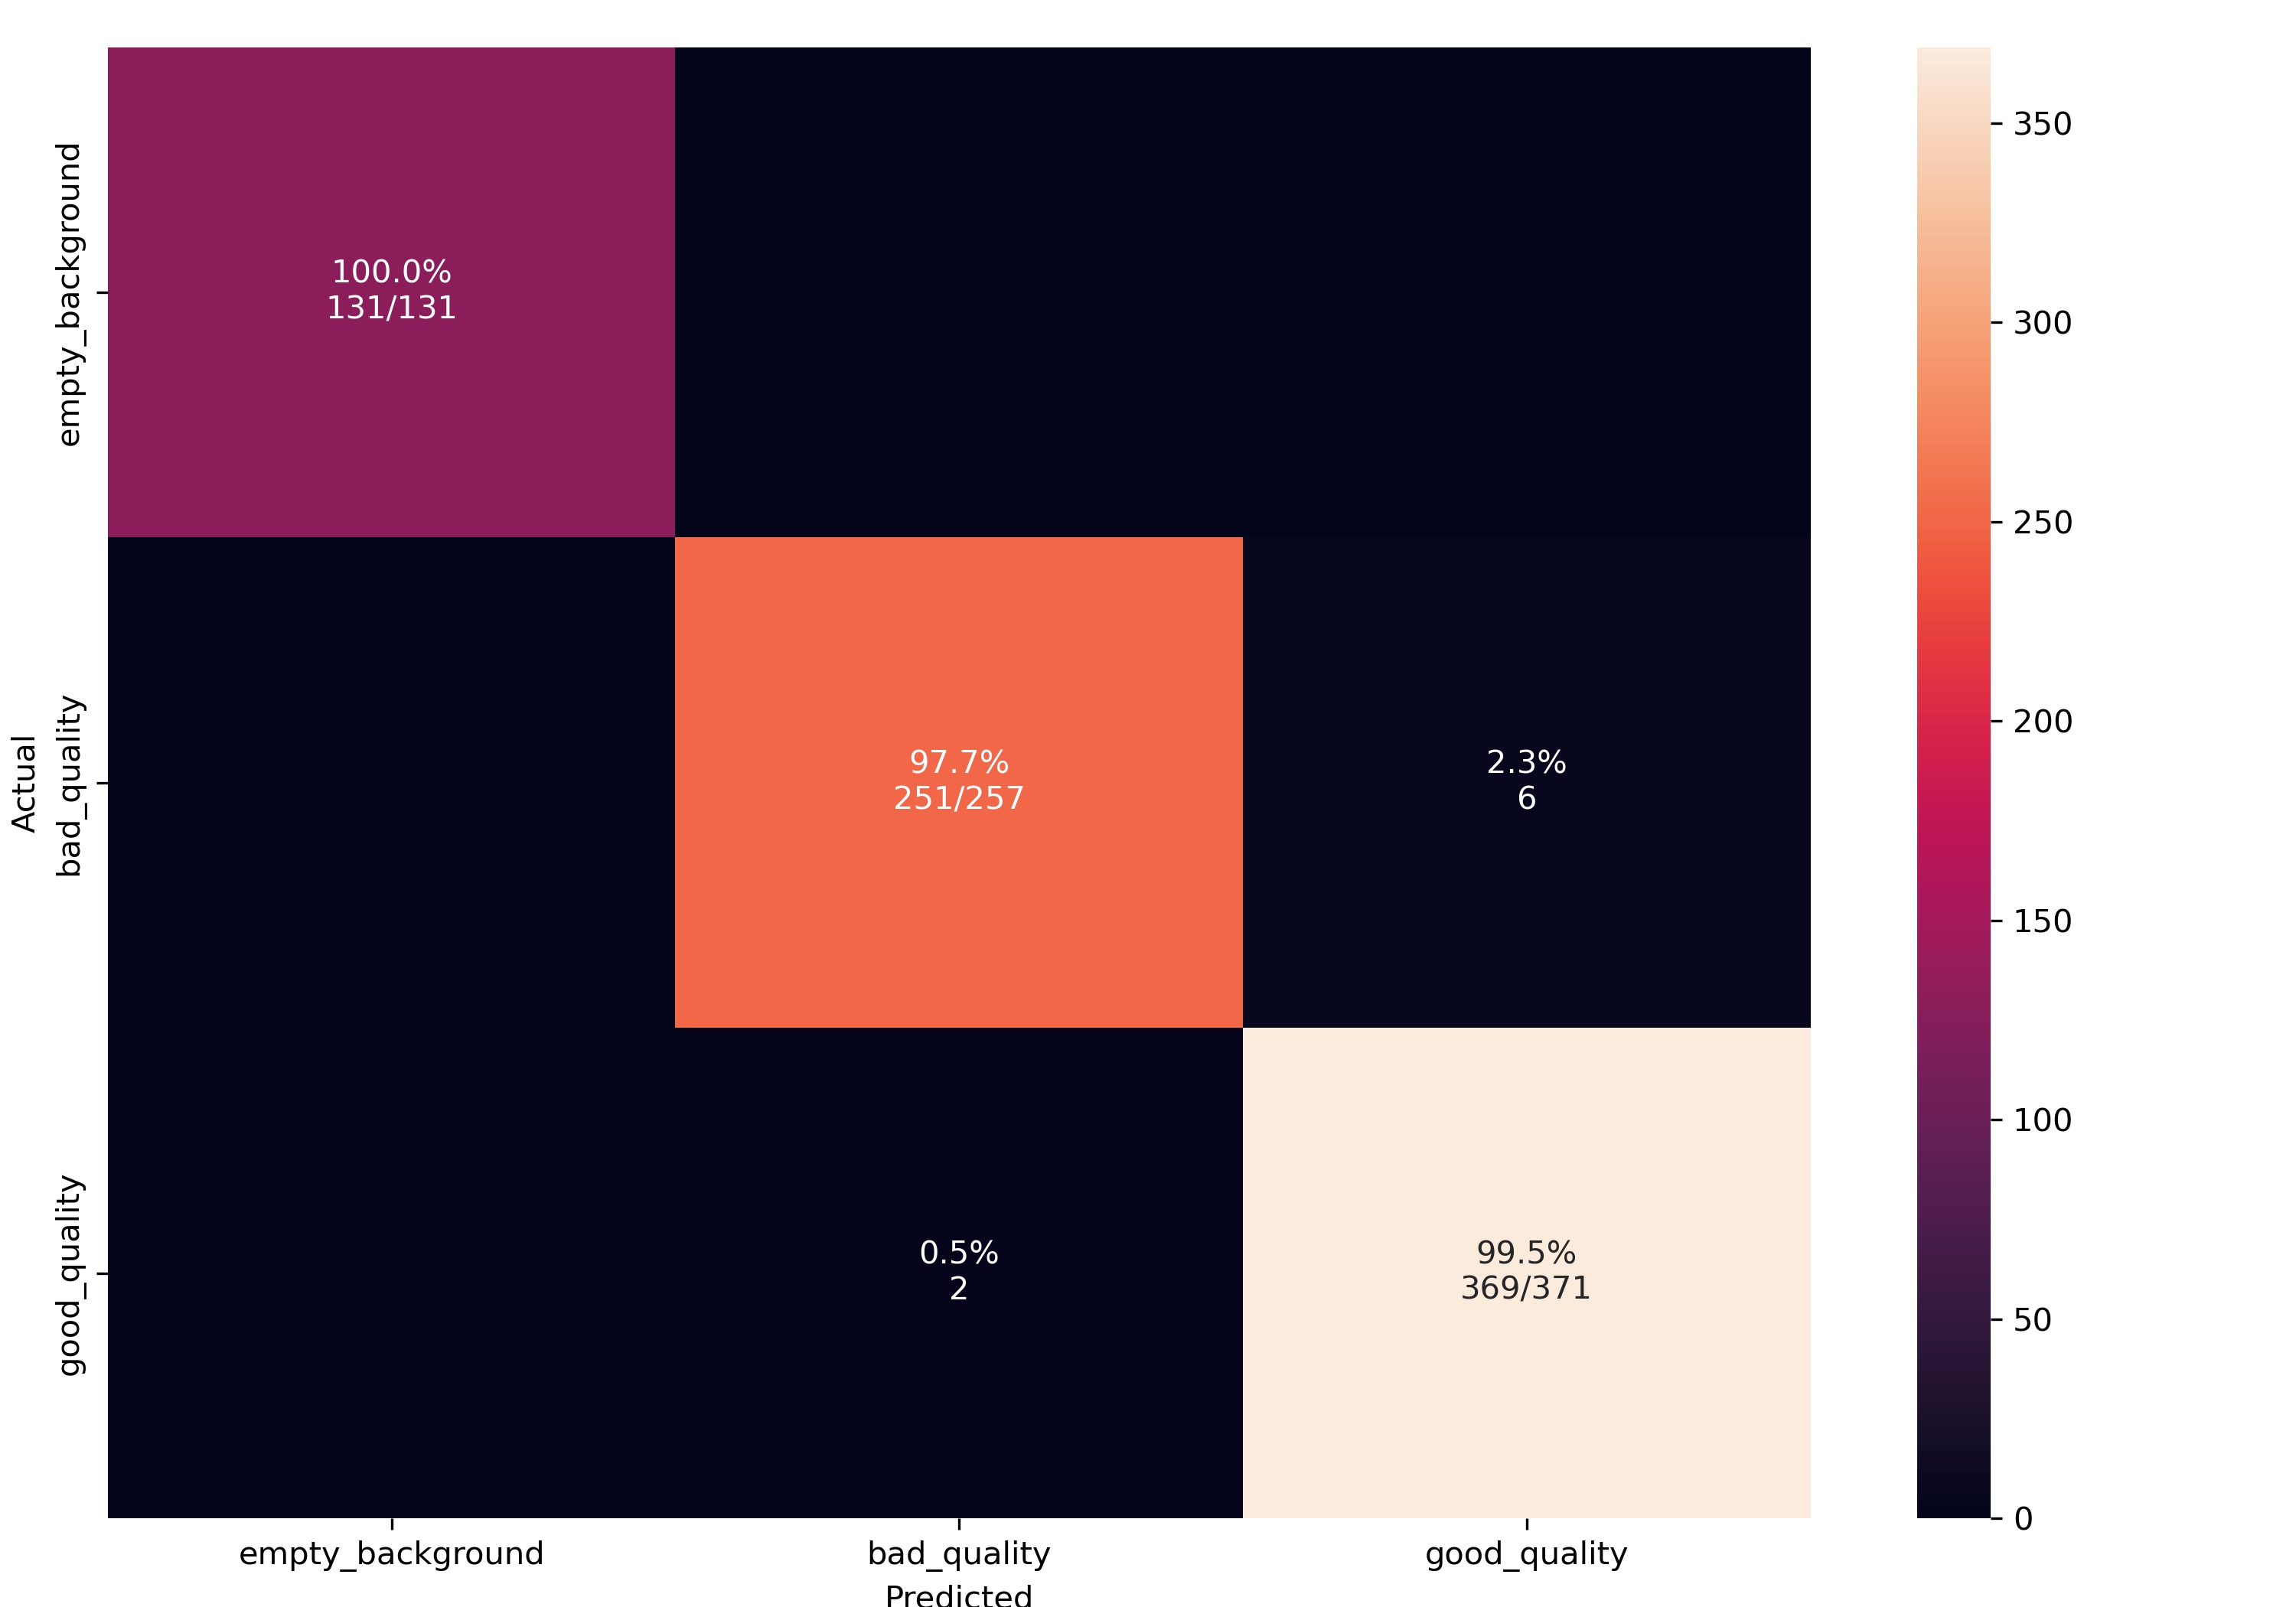 empty_background
100.0%
131/131
Actual
bad_quality
97.7%
251/257
2.3%
6
good_quality
0.5%
2
99.5%
369/371
empty_background
bad_quality
good_quality
Predicted
350
300
250
200
150
100
50
0